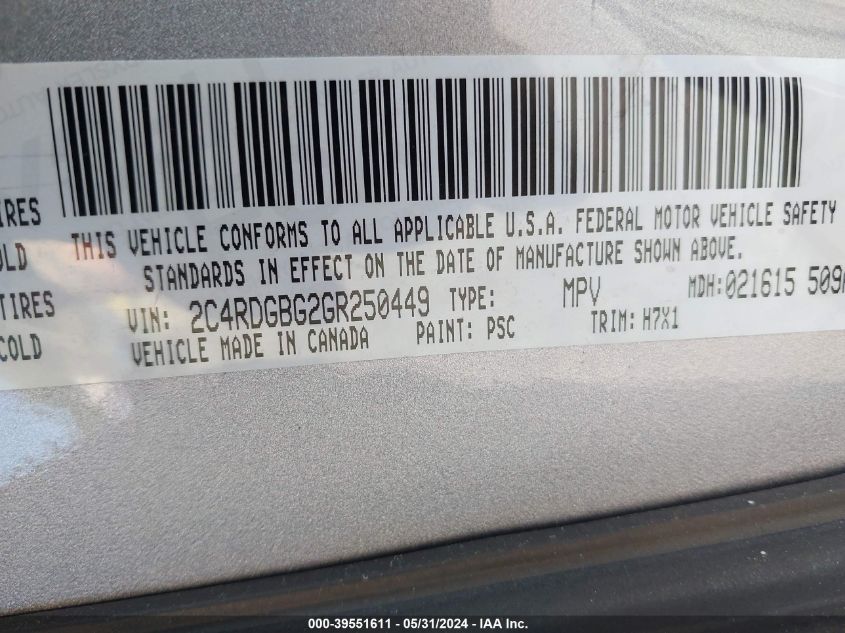 IRES
OLD
TIRES
COLD
THIS VEHICLE CONFORMS TO ALL APPLICABLE U.S.A. FEDERAL MOTOR VEHICLE SAFETY
STANDARDS IN EFFECT ON THE DATE OF MANUFACTURE SHOWN ABOVE.
VIN: 2C4RDGBG2GR250449 TYPE: MPV MDH:021615 509
VEHICLE MADE IN CANADA PAINT: PSC TRIM: H7X1
000-39551611 - 05/31/2024 - IAA Inc.